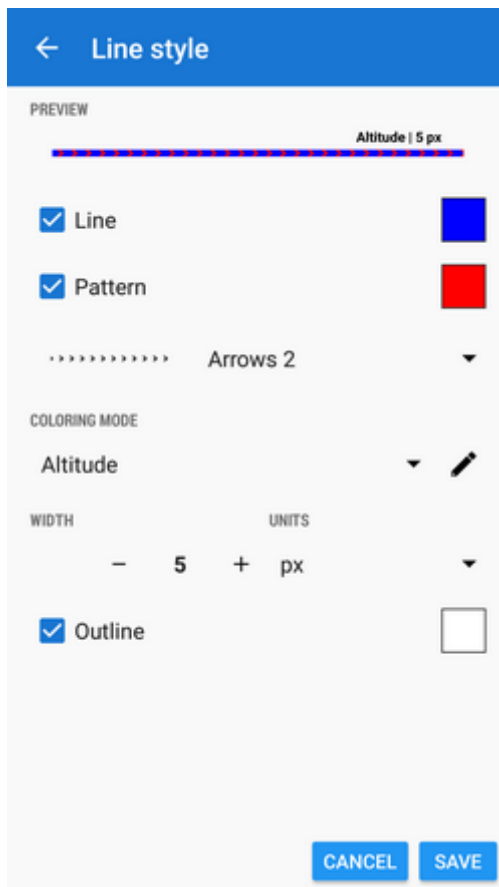 Line style
PREVIEW
Altitude | 5 px
Line
Pattern
Arrows 2
COLORING MODE
Altitude
WIDTH UNITS
− 5 + px
Outline
CANCEL SAVE